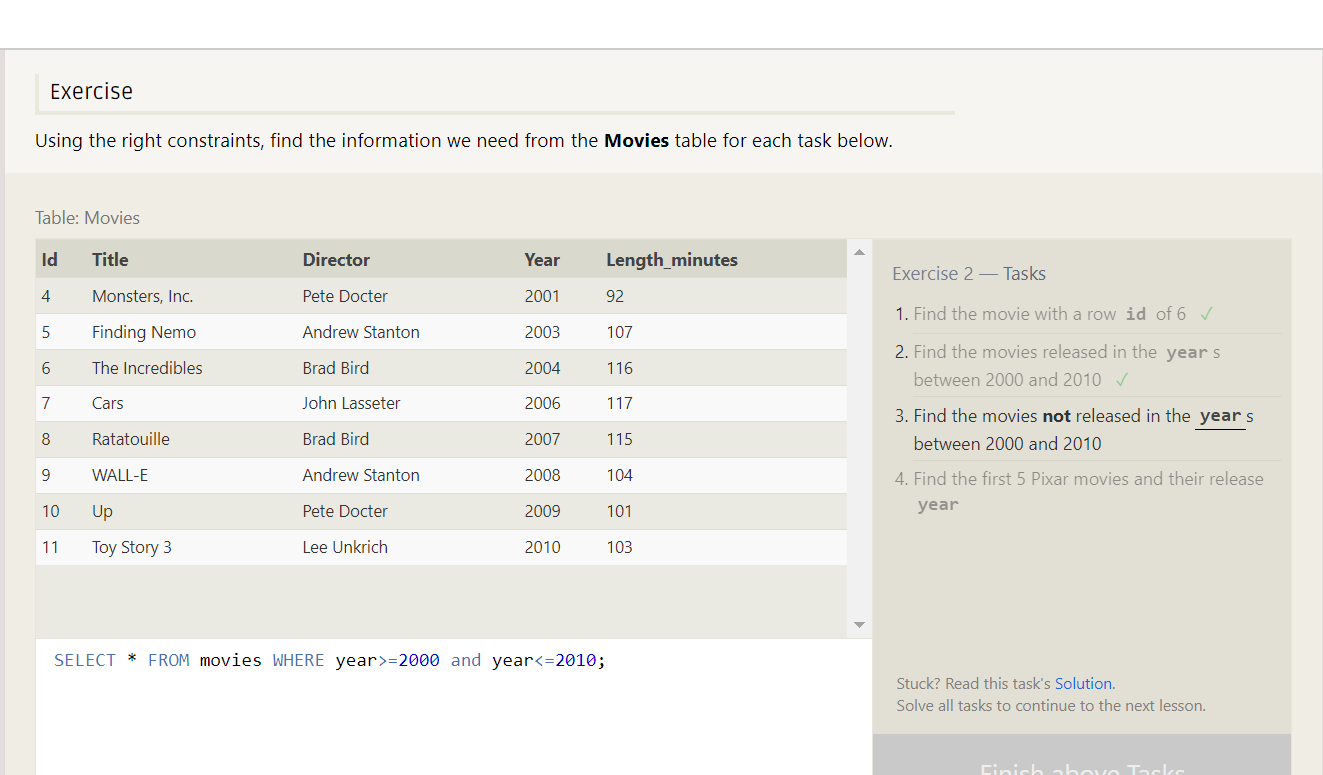 Exercise
Using the right constraints, find the information we need from the Movies table for each task below.
Table: Movies
Id Title Director Year Length_minutes
4 Monsters, Inc. Pete Docter 2001 92
5 Finding Nemo Andrew Stanton 2003 107
6 The Incredibles Brad Bird 2004 116
7 Cars John Lasseter 2006 117
8 Ratatouille Brad Bird 2007 115
9 WALL-E Andrew Stanton 2008 104
10 Up Pete Docter 2009 101
11 Toy Story 3 Lee Unkrich 2010 103
SELECT * FROM movies WHERE year>=2000 and year<=2010;
Exercise 2 — Tasks
1. Find the movie with a row id of 6 ✓
2. Find the movies released in the year s
between 2000 and 2010 ✓
3. Find the movies not released in the year s
between 2000 and 2010
4. Find the first 5 Pixar movies and their release
year
Stuck? Read this task's Solution.
Solve all tasks to continue to the next lesson.
Finish above Tasks